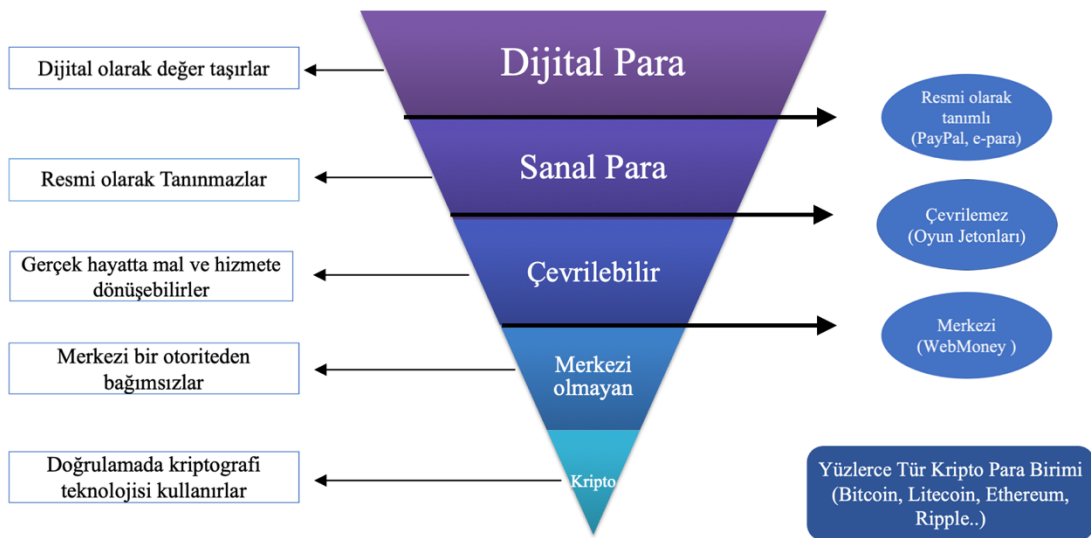 Dijital Para
Dijital olarak değer taşırlar
Resmi olarak
tanımlı
(PayPal, e-para)
Sanal Para
Resmi olarak Tanınmazlar
Çevrilemez
(Oyun Jetonları)
Çevrilebilir
Gerçek hayatta mal ve hizmete
dönüşebilirler
Merkezi
(WebMoney )
Merkezi
olmayan
Merkezi bir otoriteden
bağımsızlar
Kripto
Doğrulamada kriptografi
teknolojisi kullanırlar
Yüzlerce Tür Kripto Para Birimi
(Bitcoin, Litecoin, Ethereum,
Ripple..)